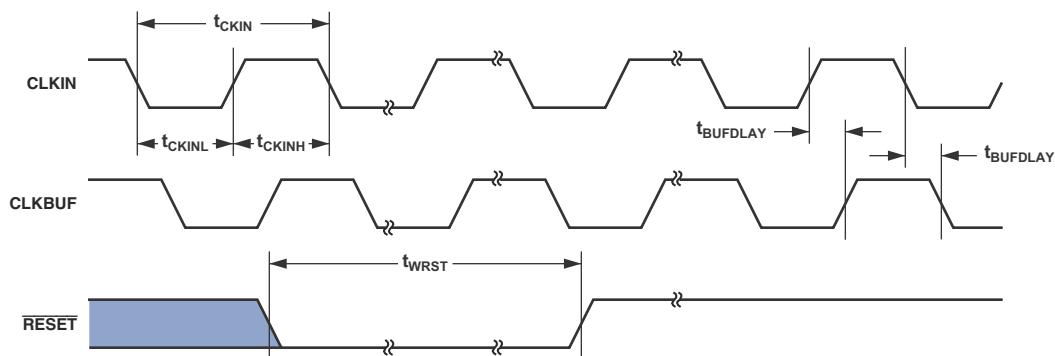 tCKIN
CLKIN
tCKINL
tCKINH
tBUFDLAY
tBUFDLAY
CLKBUF
tWRST
RESET